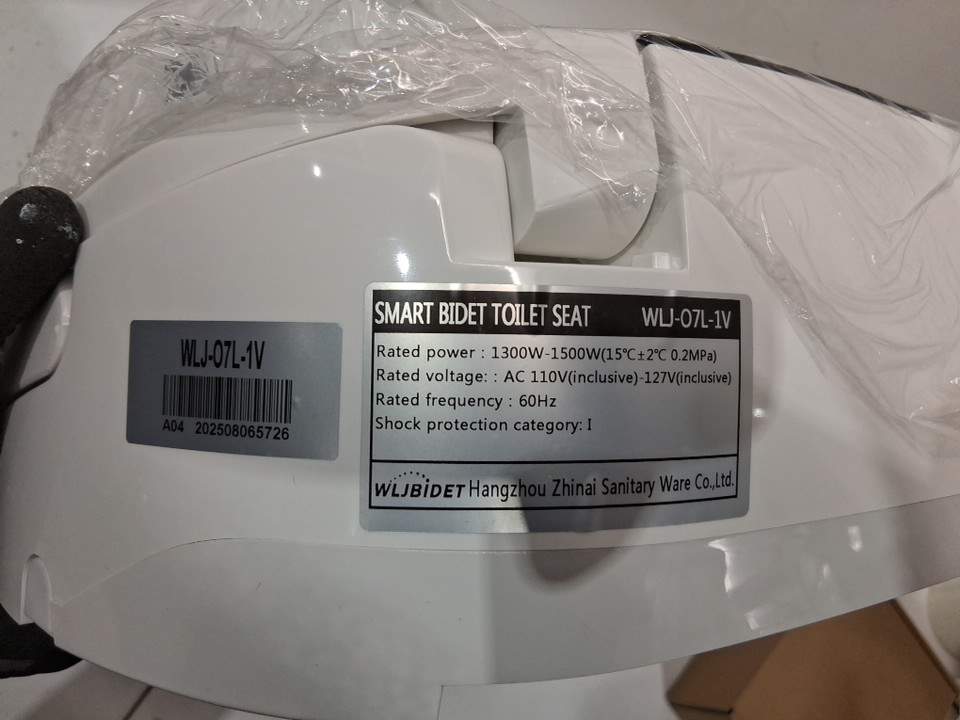 WLJ-07L-1V
A04 202508065726
SMART BIDET TOILET SEAT WLJ-07L-1V
Rated power : 1300W-1500W(15℃±2℃ 0.2MPa)
Rated voltage: : AC 110V(inclusive)-127V(inclusive)
Rated frequency : 60Hz
Shock protection category: I
WLJBIDET Hangzhou Zhinai Sanitary Ware Co.,Ltd.